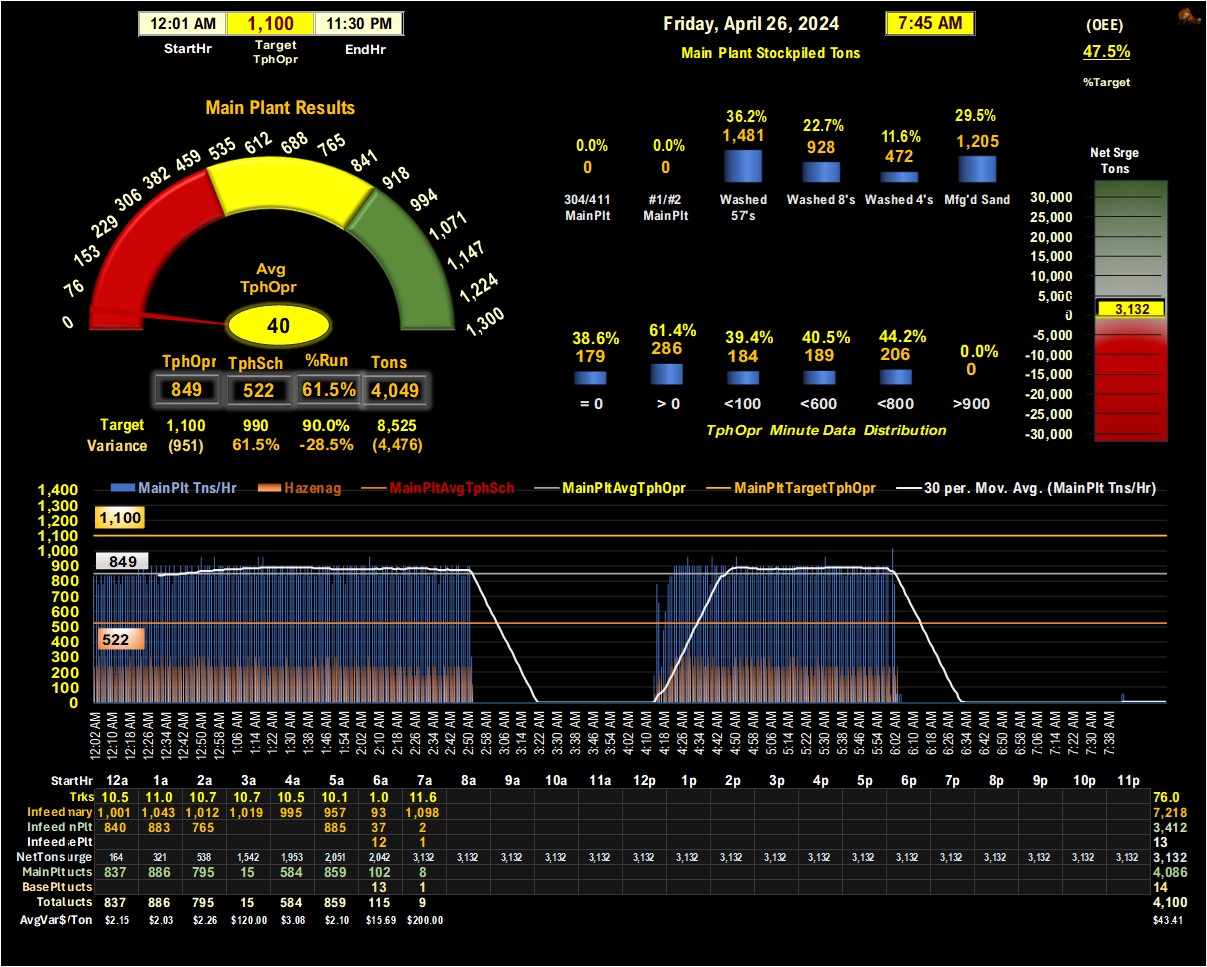 12:01 AM 1,100 11:30 PM
StartHr Target TphOpr EndHr
Friday, April 26, 2024 7:45 AM
Main Plant Stockpiled Tons
(OEE)
47.5%
%Target
Main Plant Results
0 76 153 229 306 382 459 535 612 688 765 841 918 994 1,071 1,147 1,224 1,300
Avg
TphOpr
40
TphOpr TphSch %Run Tons
849 522 61.5% 4,049
Target 1,100 990 90.0% 8,525
Variance (951) 61.5% -28.5% (4,476)
0.0% 0.0% 36.2% 22.7% 11.6% 29.5%
0 0 1,481 928 472 1,205
304/411 MainPlt #1/#2 MainPlt Washed 57's Washed 8's Washed 4's Mfg'd Sand
38.6% 61.4% 39.4% 40.5% 44.2% 0.0%
179 286 184 189 206 0
= 0 > 0 <100 <600 <800 >900
TphOpr Minute Data Distribution
Net Srge
Tons
30,000
25,000
20,000
15,000
10,000
5,000
0
3,132
-5,000
-10,000
-15,000
-20,000
-25,000
-30,000
MainPlt Tns/Hr Hazenag MainPltAvgTphSch MainPltAvgTphOpr MainPltTargetTphOpr 30 per. Mov. Avg. (MainPlt Tns/Hr)
1,400
1,300
1,200
1,100
1,000
900
800
700
600
500
400
300
200
100
0
1,100
849
522
12:02 AM 12:10 AM 12:18 AM 12:26 AM 12:34 AM 12:42 AM 12:50 AM 12:58 AM 1:06 AM 1:14 AM 1:22 AM 1:30 AM 1:38 AM 1:46 AM 1:54 AM 2:02 AM 2:10 AM 2:18 AM 2:26 AM 2:34 AM 2:42 AM 2:50 AM 2:58 AM 3:06 AM 3:14 AM 3:22 AM 3:30 AM 3:38 AM 3:46 AM 3:54 AM 4:02 AM 4:10 AM 4:18 AM 4:26 AM 4:34 AM 4:42 AM 4:50 AM 4:58 AM 5:06 AM 5:14 AM 5:22 AM 5:30 AM 5:38 AM 5:46 AM 5:54 AM 6:02 AM 6:10 AM 6:18 AM 6:26 AM 6:34 AM 6:42 AM 6:50 AM 6:58 AM 7:06 AM 7:14 AM 7:22 AM 7:30 AM 7:38 AM
StartHr 12a 1a 2a 3a 4a 5a 6a 7a 8a 9a 10a 11a 12p 1p 2p 3p 4p 5p 6p 7p 8p 9p 10p 11p
Trks 10.5 11.0 10.7 10.7 10.5 10.1 1.0 11.6 76.0
Infeed mary 1,001 1,043 1,012 1,019 995 957 93 1,098 7,218
Infeed nPlt 840 883 765 885 37 2 3,412
Infeed ePlt 12 1 13
NetTons urge 164 321 538 1,542 1,953 2,051 2,042 3,132 3,132 3,132 3,132 3,132 3,132 3,132 3,132 3,132 3,132 3,132 3,132 3,132 3,132 3,132 3,132 3,132 3,132
MainPlt ucts 837 886 795 15 584 859 102 8 4,086
BasePlt ucts 13 1 14
Total ucts 837 886 795 15 584 859 115 9 4,100
AvgVar$/Ton $2.15 $2.03 $2.26 $120.00 $3.08 $2.10 $15.69 $200.00 $43.41